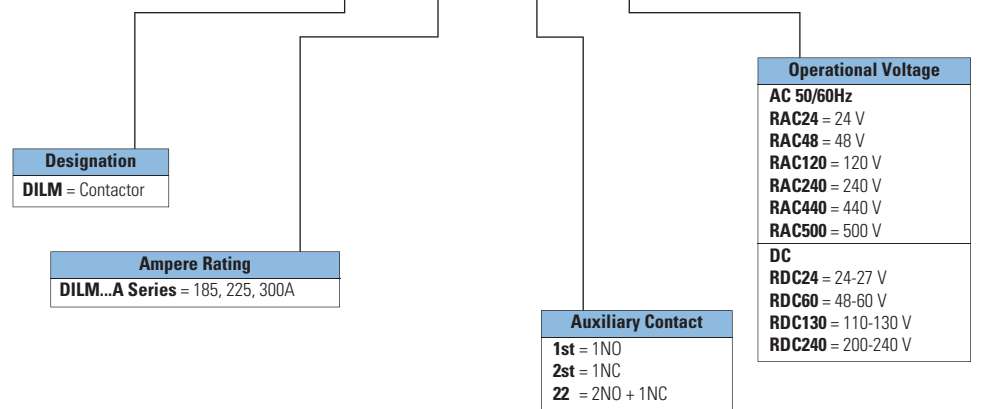 Operational Voltage
AC 50/60Hz
RAC24 = 24 V
RAC48 = 48 V
RAC120 = 120 V
RAC240 = 240 V
RAC440 = 440 V
RAC500 = 500 V
DC
RDC24 = 24-27 V
RDC60 = 48-60 V
RDC130 = 110-130 V
RDC240 = 200-240 V
Designation
DILM = Contactor
Ampere Rating
DILM...A Series = 185, 225, 300A
Auxiliary Contact
1st = 1NO
2st = 1NC
22 = 2NO + 1NC